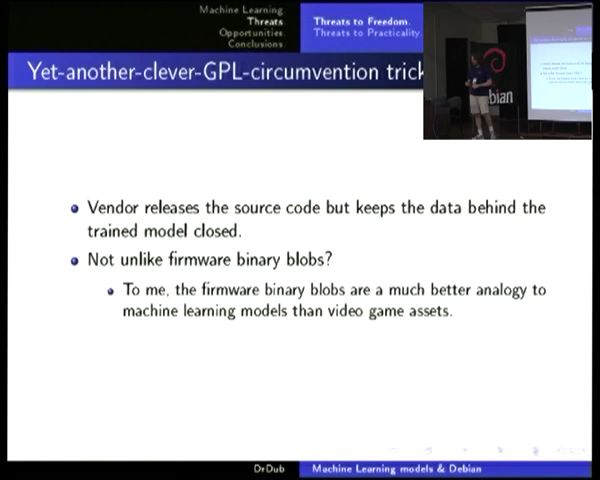 Machine Learning
Threats
Opportunities
Conclusions
Threats to Freedom.
Threats to Practicality.
Yet-another-clever-GPL-circumvention trick
bian
Vendor releases the source code but keeps the data behind the
trained model closed.
Not unlike firmware binary blobs?
To me, the firmware binary blobs are a much better analogy to
machine learning models than video game assets.
DrDub
Machine Learning models & Debian